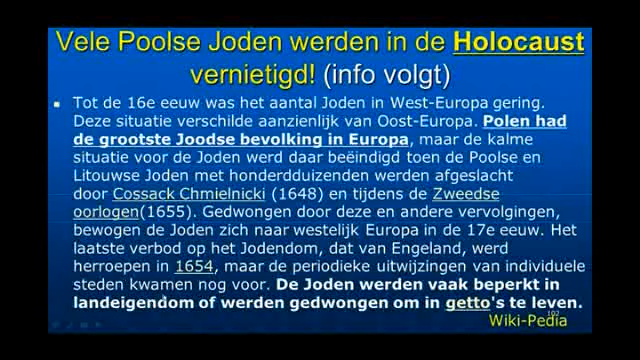 Vele Poolse Joden werden in de Holocaust
vernietigd! (info volgt)
Tot de 16e eeuw was het aantal Joden in West-Europa gering.
Deze situatie verschilde aanzienlijk van Oost-Europa. Polen had
de grootste Joodse bevolking in Europa, maar de kalme
situatie voor de Joden werd daar beëindigd toen de Poolse en
Litouwse Joden met honderdduizenden werden afgeslacht
door Cossack Chmielnicki (1648) en tijdens de Zweedse
oorlogen(1655). Gedwongen door deze en andere vervolgingen,
bewogen de Joden zich naar westelijk Europa in de 17e eeuw. Het
laatste verbod op het Jodendom, dat van Engeland, werd
herroepen in 1654, maar de periodieke uitwijzingen van individuele
steden kwamen nog voor. De Joden werden vaak beperkt in
landeigendom of werden gedwongen om in getto's te leven.
102
Wiki-Pedia